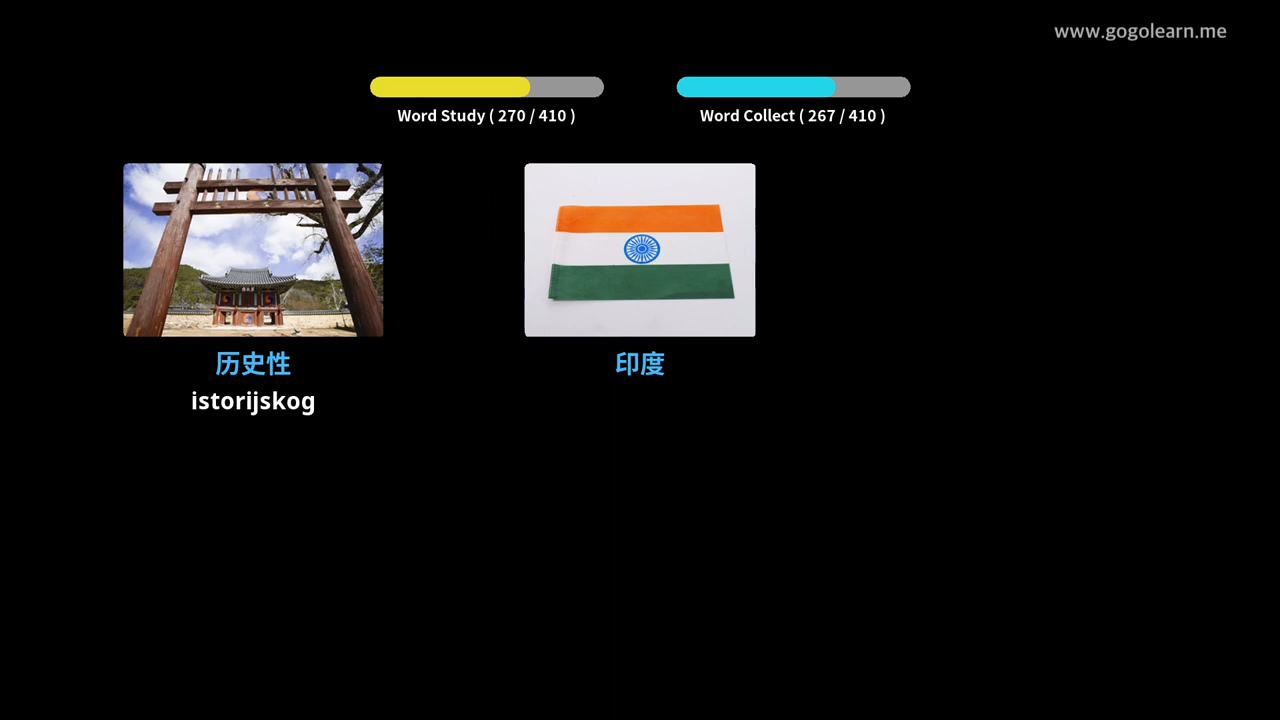 www.gogolearn.me
Word Study ( 270 / 410 )
Word Collect ( 267 / 410 )
历史性
istorijskog
印度